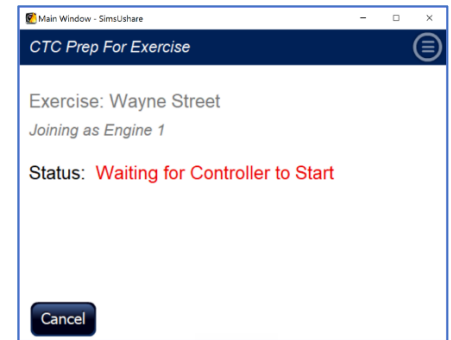 Main Window - SimsUshare
CTC Prep For Exercise
Exercise: Wayne Street
Joining as Engine 1
Status: Waiting for Controller to Start
Cancel